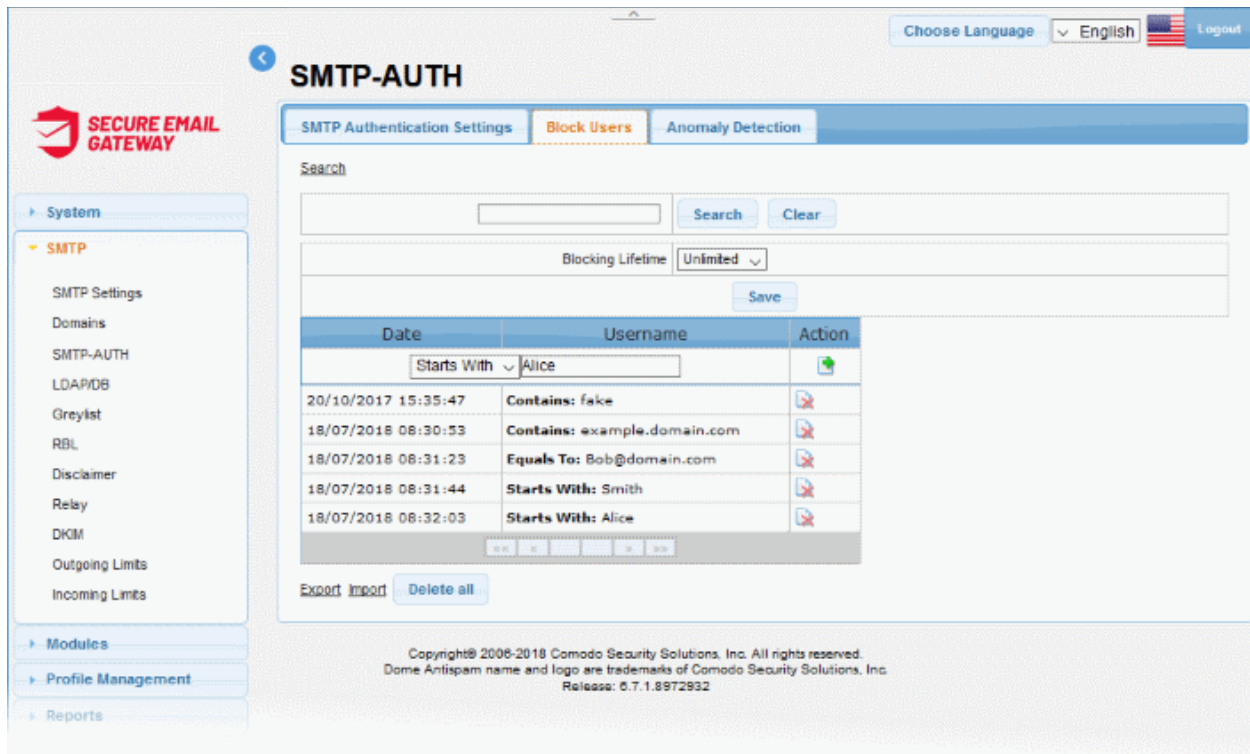 Choose Language
English
Logout
SMTP-AUTH
SECURE EMAIL
GATEWAY
SMTP Authentication Settings
Block Users
Anomaly Detection
Search
Search
Clear
Blocking Lifetime
Unlimited
Save
Date
Username
Action
Starts With
Alice
20/10/2017 15:35:47
Contains: fake
18/07/2018 08:30:53
Contains: example.domain.com
18/07/2018 08:31:23
Equals To: Bob@domain.com
18/07/2018 08:31:44
Starts With: Smith
18/07/2018 08:32:03
Starts With: Alice
Export Import
Delete all
System
SMTP
SMTP Settings
Domains
SMTP-AUTH
LDAP/DB
Greylist
RBL
Disclaimer
Relay
DKIM
Outgoing Limits
Incoming Limits
Modules
Profile Management
Reports
Copyright® 2006-2018 Comodo Security Solutions, Inc. All rights reserved.
Dome Antispam name and logo are trademarks of Comodo Security Solutions, Inc.
Release: 6.7.1.8972932